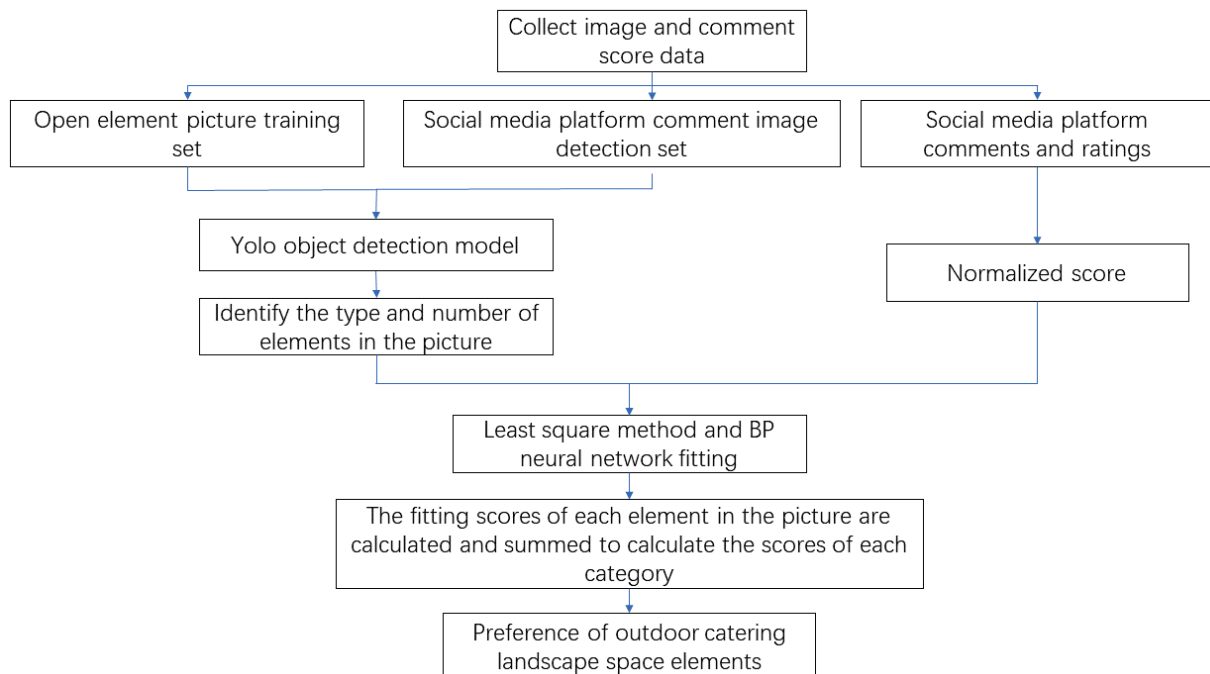 Collect image and comment
score data
Open element picture training
set
Social media platform comment image
detection set
Social media platform
comments and ratings
Yolo object detection model
Normalized score
Identify the type and number of
elements in the picture
Least square method and BP
neural network fitting
The fitting scores of each element in the picture are
calculated and summed to calculate the scores of each
category
Preference of outdoor catering
landscape space elements